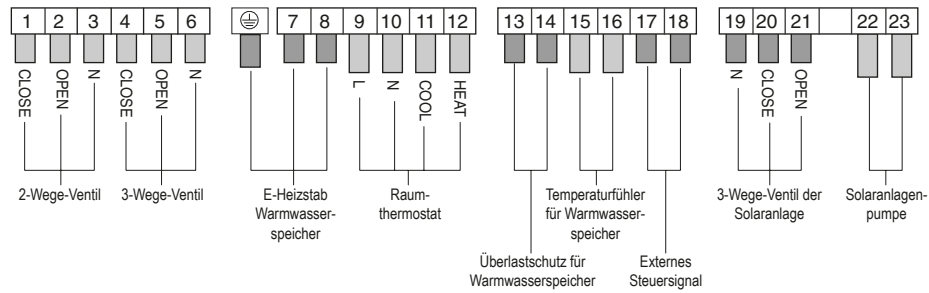 1 2 3 4 5 6 7 8 9 10 11 12 13 14 15 16 17 18 19 20 21 22 23
CLOSE OPEN N CLOSE OPEN N L N COOL HEAT N CLOSE OPEN
2-Wege-Ventil
3-Wege-Ventil
E-Heizstab
Warmwasser-
speicher
Raum-
thermostat
Temperaturfühler
für Warmwasser-
speicher
3-Wege-Ventil der
Solaranlage
Solaranlagen-
pumpe
Überlastschutz für
Warmwasserspeicher
Externes
Steuersignal